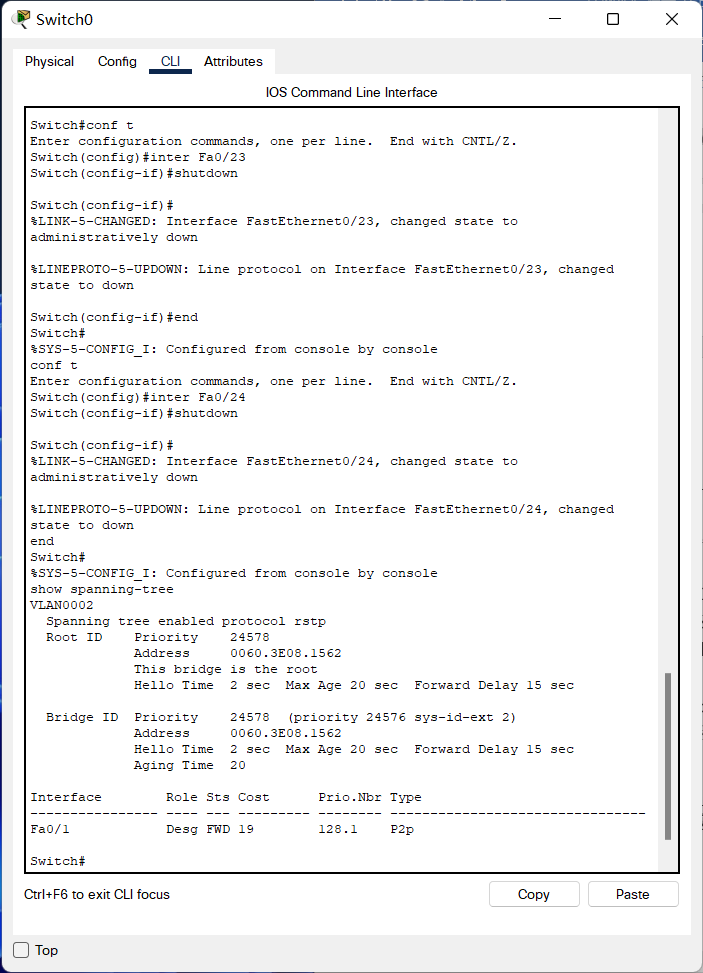 Switch0
Physical Config CLI Attributes
IOS Command Line Interface
Switch#conf t
Enter configuration commands, one per line.  End with CNTL/Z.
Switch(config)#inter Fa0/23
Switch(config-if)#shutdown
Switch(config-if)#
%LINK-5-CHANGED: Interface FastEthernet0/23, changed state to
administratively down
%LINEPROTO-5-UPDOWN: Line protocol on Interface FastEthernet0/23, changed
state to down
Switch(config-if)#end
Switch#
%SYS-5-CONFIG_I: Configured from console by console
conf t
Enter configuration commands, one per line.  End with CNTL/Z.
Switch(config)#inter Fa0/24
Switch(config-if)#shutdown
Switch(config-if)#
%LINK-5-CHANGED: Interface FastEthernet0/24, changed state to
administratively down
%LINEPROTO-5-UPDOWN: Line protocol on Interface FastEthernet0/24, changed
state to down
end
Switch#
%SYS-5-CONFIG_I: Configured from console by console
show spanning-tree
VLAN0002
  Spanning tree enabled protocol rstp
  Root ID    Priority    24578
             Address     0060.3E08.1562
             This bridge is the root
             Hello Time  2 sec  Max Age 20 sec  Forward Delay 15 sec
  Bridge ID  Priority    24578  (priority 24576 sys-id-ext 2)
             Address     0060.3E08.1562
             Hello Time  2 sec  Max Age 20 sec  Forward Delay 15 sec
             Aging Time  20
Interface        Role Sts Cost      Prio.Nbr Type
---------------- ---- --- --------- -------- --------------------------------
Fa0/1            Desg FWD 19        128.1    P2p
Switch#
Ctrl+F6 to exit CLI focus
Copy Paste
Top